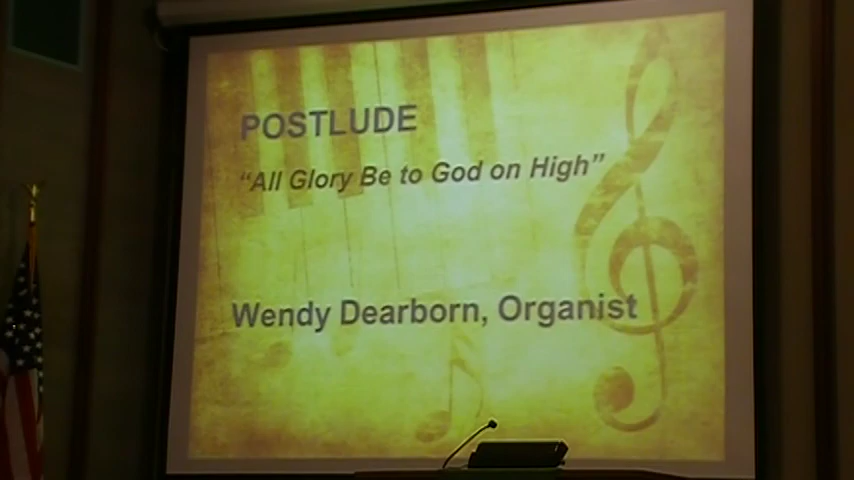 POSTLUDE
“All Glory Be to God on High”
Wendy Dearborn, Organist